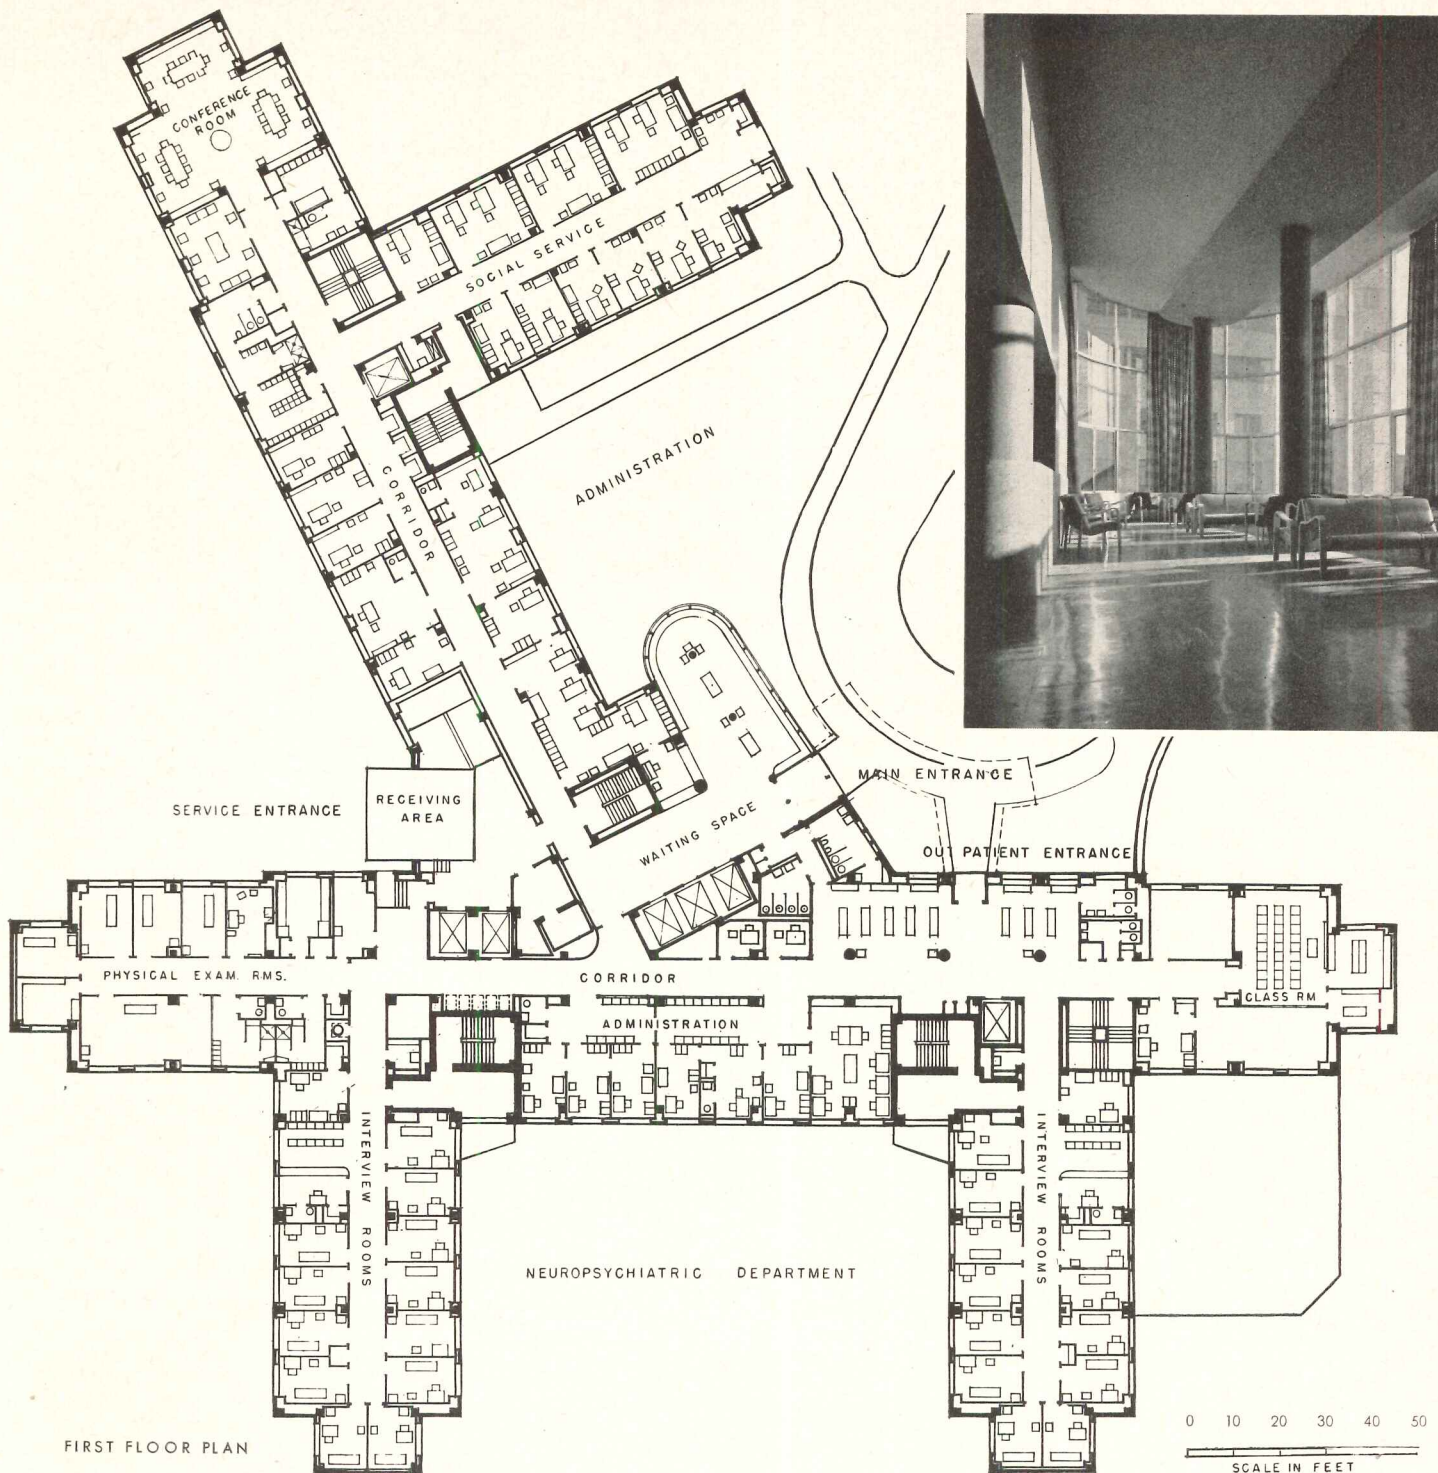 CONFERENCE
ROOM
SOCIAL SERVICE
CORRIDOR
ADMINISTRATION
MAIN ENTRANCE
SERVICE ENTRANCE
RECEIVING
AREA
WAITING SPACE
OUT PATIENT ENTRANCE
PHYSICAL EXAM. RMS.
CORRIDOR
CLASS RM
ADMINISTRATION
INTERVIEW ROOMS
INTERVIEW ROOMS
NEUROPSYCHIATRIC DEPARTMENT
FIRST FLOOR PLAN
0 10 20 30 40 50
SCALE IN FEET